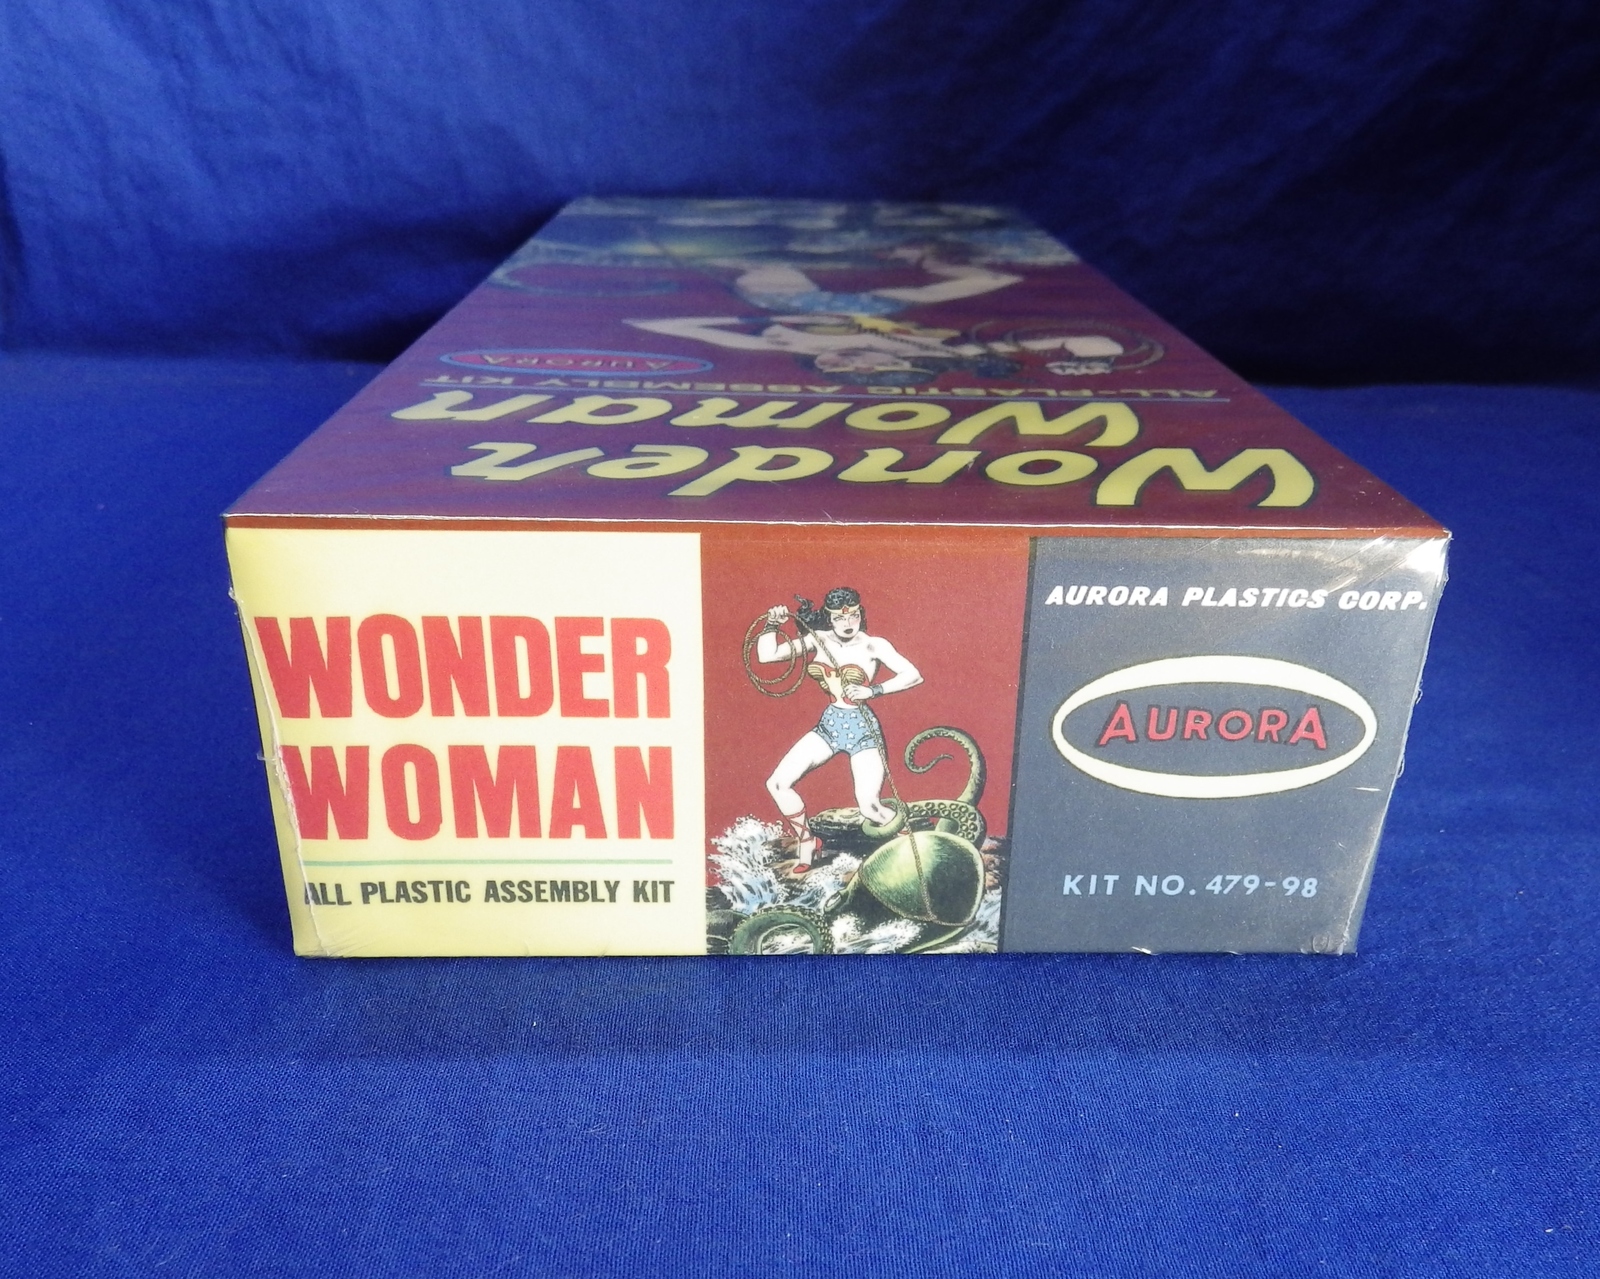 Wonder
Woman
ALL-PLASTIC ASSEMBLY KIT
AURORA
WONDER
WOMAN
ALL PLASTIC ASSEMBLY KIT
AURORA PLASTICS CORP.
AURORA
KIT NO. 479-98